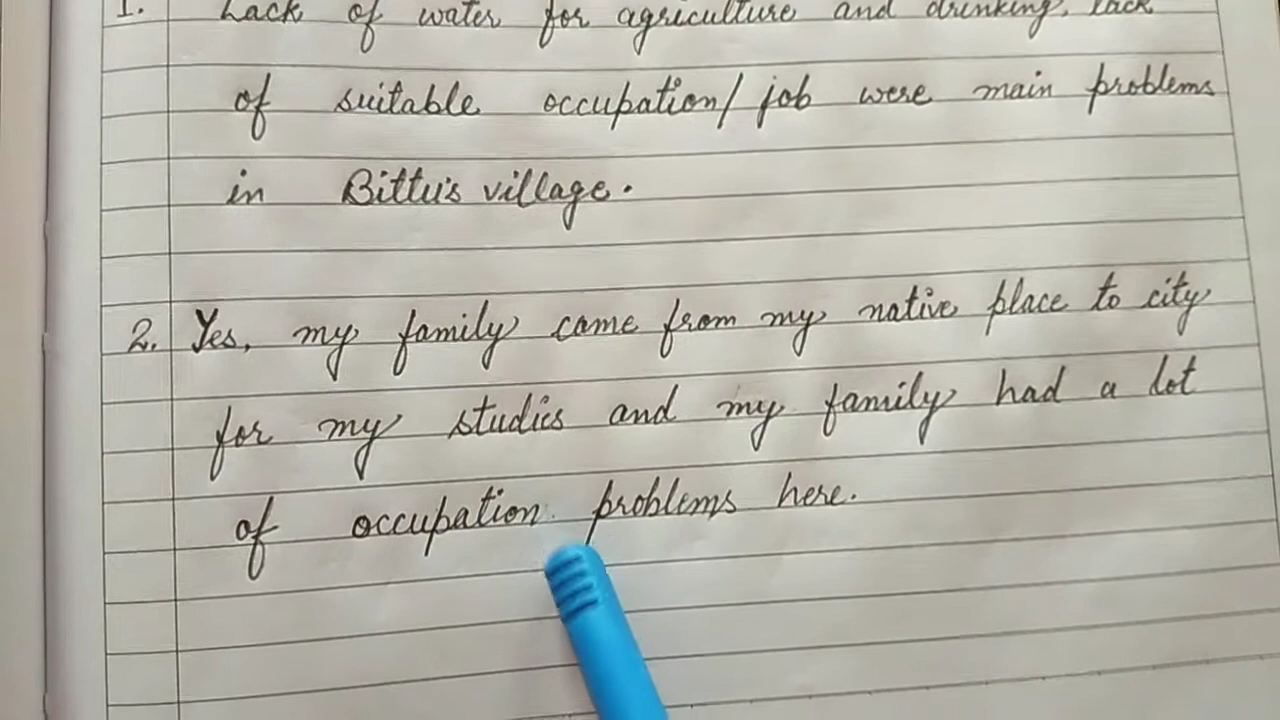 1. Lack of water for agriculture and drinking, lack
of suitable occupation/job were main problems
in Bittu's village.
2. Yes, my family came from my native place to city
for my studies and my family had a lot
of occupation problems here.